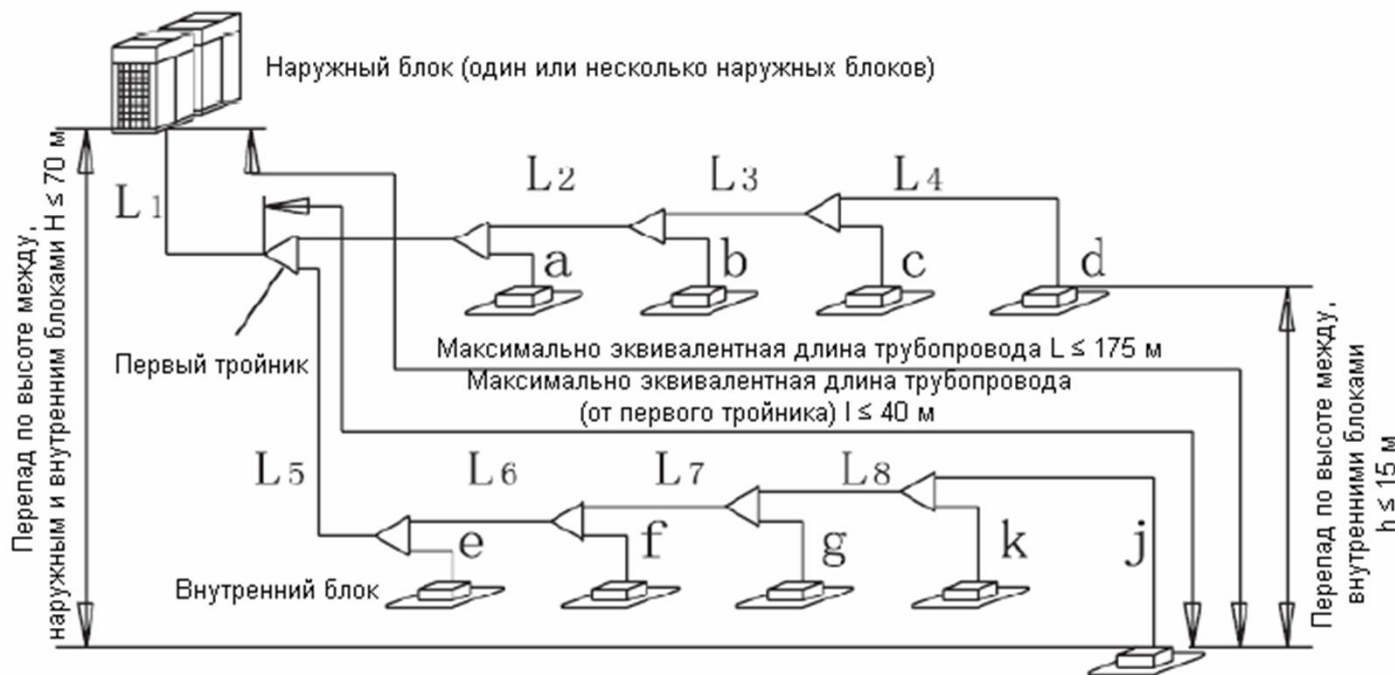 Наружный блок (один или несколько наружных блоков)
Перепад по высоте между,
наружным и внутренним блоками H ≤ 70 м
L1
L2
L3
L4
a
b
c
d
Первый тройник
Максимально эквивалентная длина трубопровода L ≤ 175 м
Максимально эквивалентная длина трубопровода
(от первого тройника) l ≤ 40 м
Перепад по высоте между,
внутренними блоками
h ≤ 15 м
L5
L6
L7
L8
e
f
g
k
j
Внутренний блок